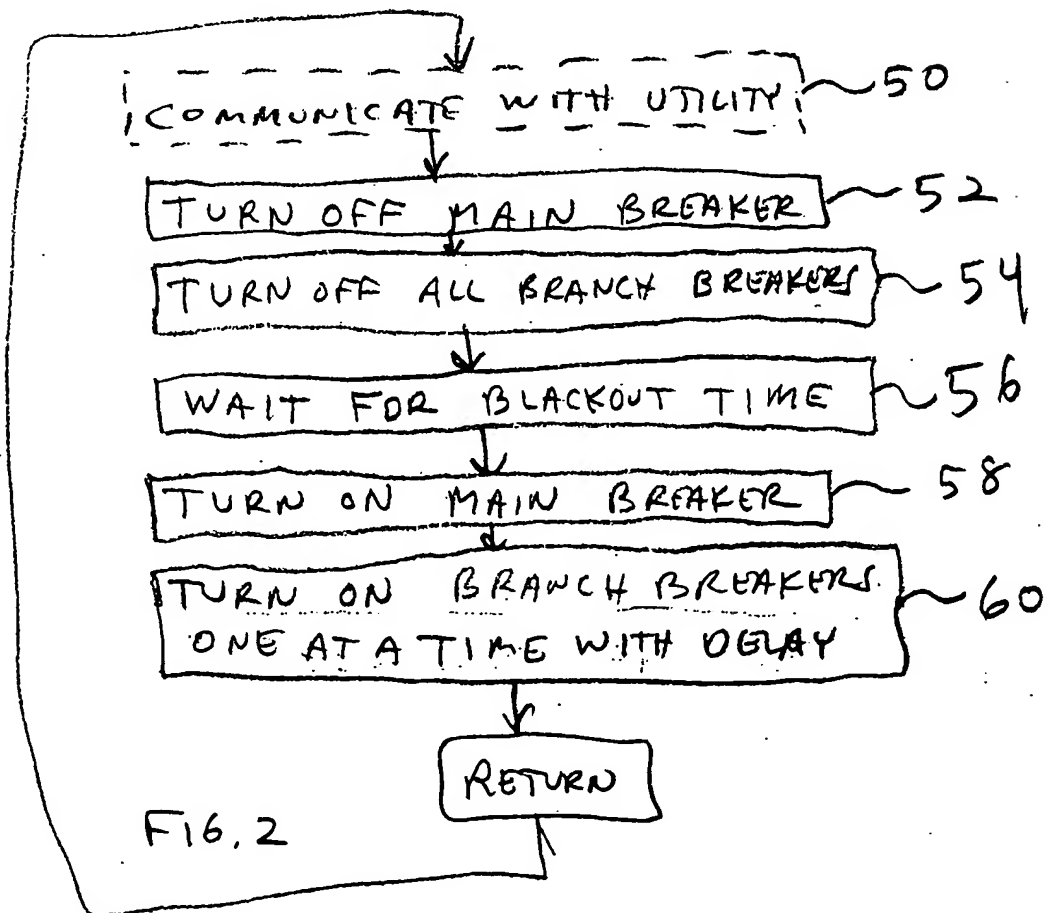 COMMUNICATE WITH UTILITY 50
TURN OFF MAIN BREAKER 52
TURN OFF ALL BRANCH BREAKERS 54
WAIT FOR BLACKOUT TIME 56
TURN ON MAIN BREAKER 58
TURN ON BRANCH BREAKERS 60
ONE AT A TIME WITH DELAY
RETURN
FIG. 2